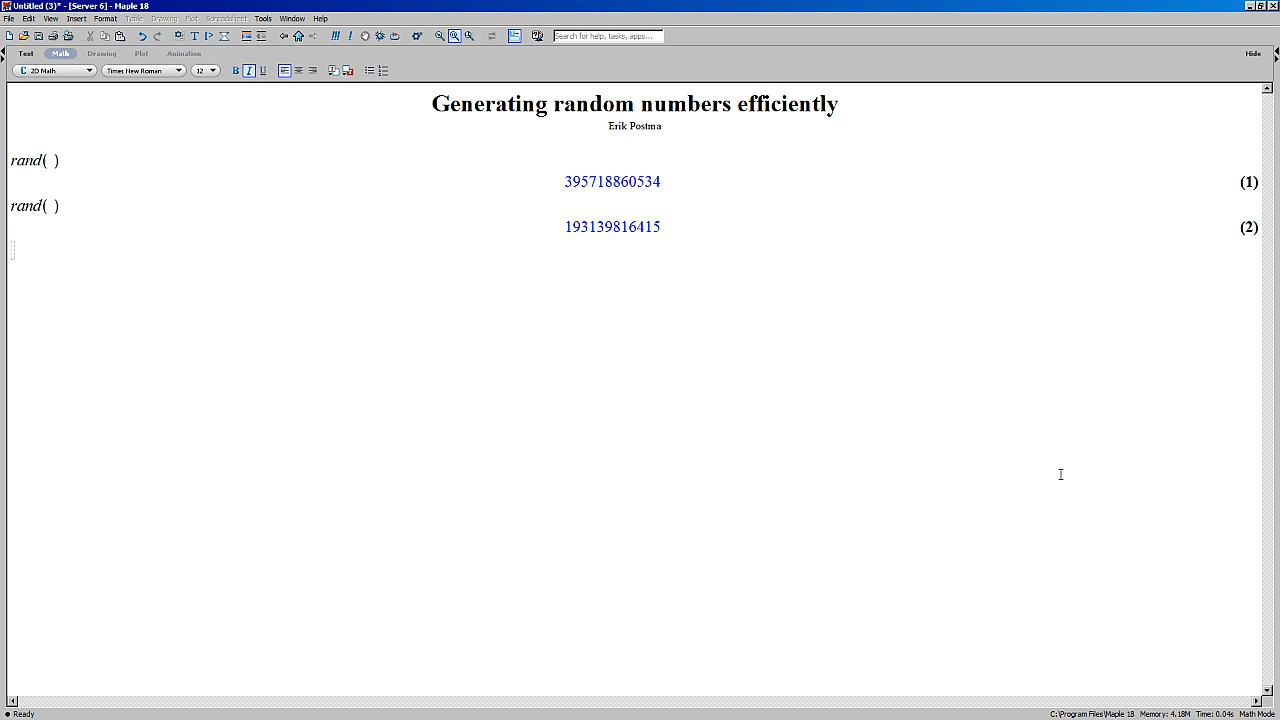 Untitled (3)* - [Server 6] - Maple 18
File Edit View Insert Format Table Drawing Plot Spreadsheet Tools Window Help
Search for help, tasks, apps...
Text Math Drawing Plot Animation Hide
C 2D Math Times New Roman 12 B I U
Generating random numbers efficiently
Erik Postma
rand( )
395718860534 (1)
rand( )
193139816415 (2)
Ready C:\Program Files\Maple 18 Memory: 4.18M Time: 0.04s Math Mode